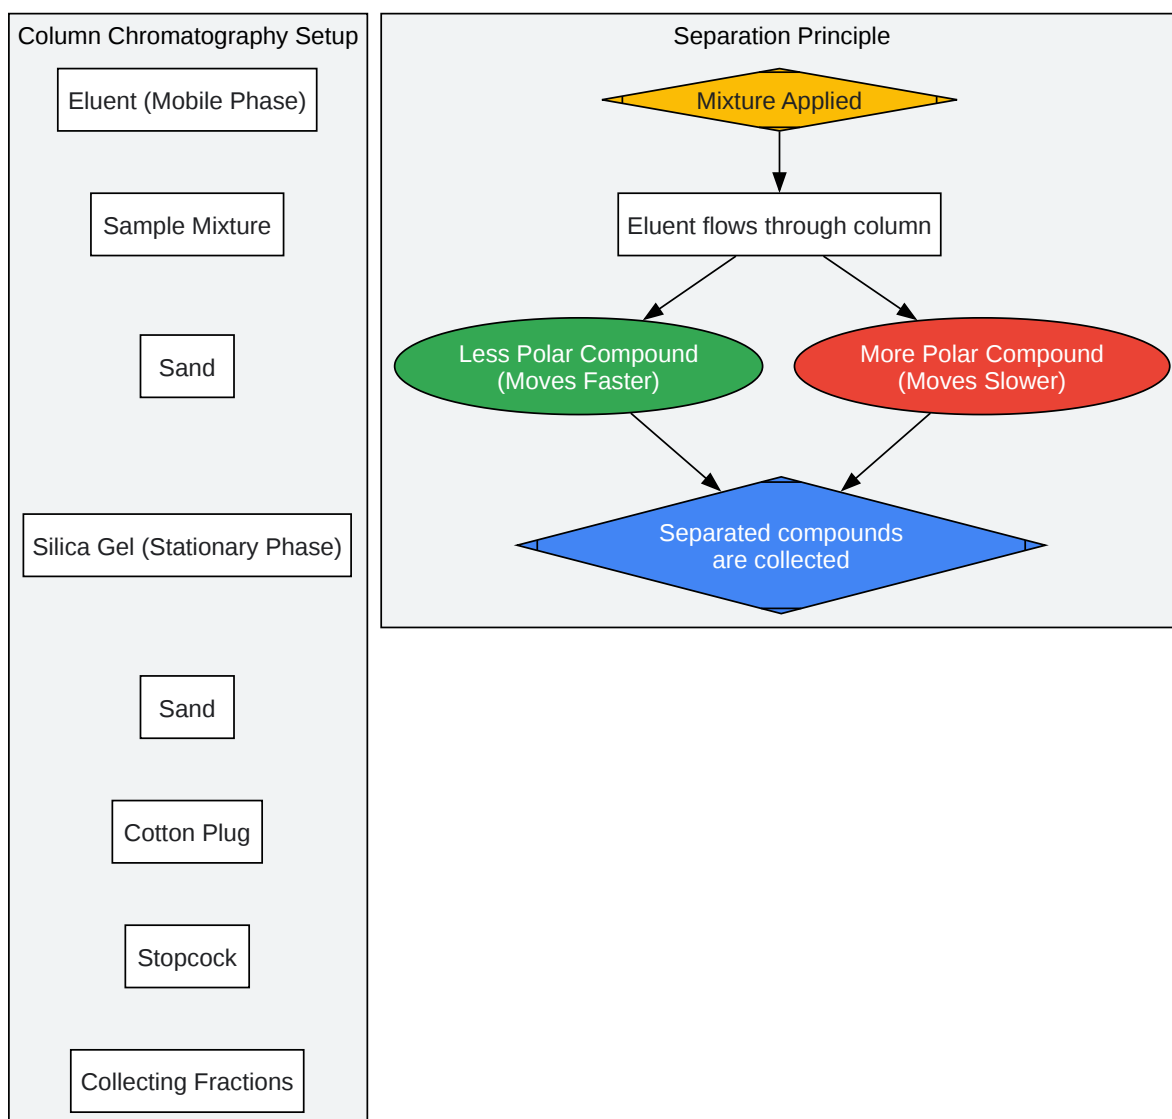 Column Chromatography Setup
Eluent (Mobile Phase)
Sample Mixture
Sand
Silica Gel (Stationary Phase)
Sand
Cotton Plug
Stopcock
Collecting Fractions
Separation Principle
Mixture Applied
Eluent flows through column
Less Polar Compound
(Moves Faster)
More Polar Compound
(Moves Slower)
Separated compounds
are collected